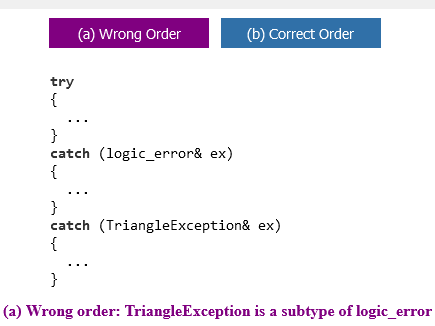 (a) Wrong Order
(b) Correct Order
try
{
...
}
catch (logic_error& ex)
{
...
}
catch (TriangleException& ex)
{
...
}
(a) Wrong order: TriangleException is a subtype of logic_error